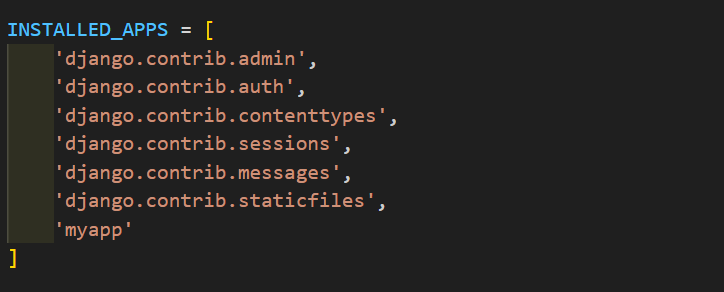 INSTALLED_APPS = [
    'django.contrib.admin',
    'django.contrib.auth',
    'django.contrib.contenttypes',
    'django.contrib.sessions',
    'django.contrib.messages',
    'django.contrib.staticfiles',
    'myapp'
]